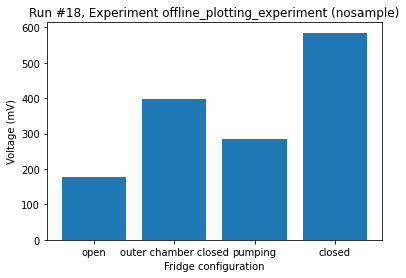 Run #18, Experiment offline_plotting_experiment (nosample)
600
500
400
300
200
100
0
Voltage (mV)
open outer chamber closed pumping closed
Fridge configuration